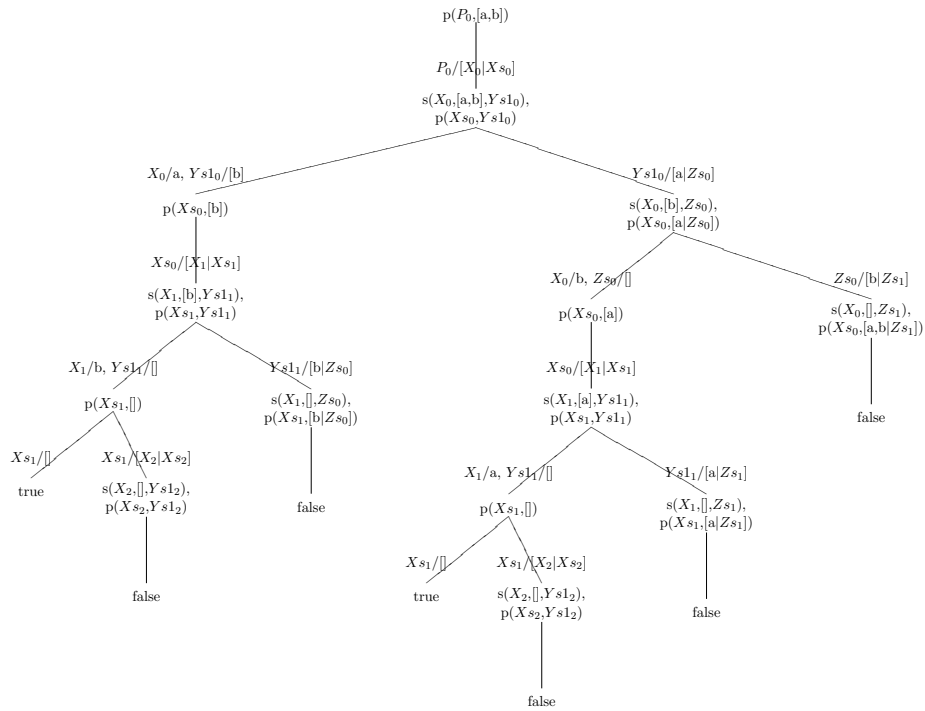 p(P₀,[a,b])
P₀/[X₀|Xs₀]
s(X₀,[a,b],Ys1₀),
p(Xs₀,Ys1₀)
X₀/a, Ys1₀/[b]
Ys1₀/[a|Zs₀]
p(Xs₀,[b])
s(X₀,[b],Zs₀),
p(Xs₀,[a|Zs₀])
Xs₀/[X₁|Xs₁]
X₀/b, Zs₀/[]
Zs₀/[b|Zs₁]
s(X₁,[b],Ys1₁),
p(Xs₁,Ys1₁)
p(Xs₀,[a])
s(X₀,[],Zs₁),
p(Xs₀,[a,b|Zs₁])
X₁/b, Ys1₁/[]
Ys1₁/[b|Zs₀]
Xs₀/[X₁|Xs₁]
p(Xs₁,[])
s(X₁,[],Zs₀),
p(Xs₁,[b|Zs₀])
s(X₁,[a],Ys1₁),
p(Xs₁,Ys1₁)
false
Xs₁/[]
Xs₁/[X₂|Xs₂]
X₁/a, Ys1₁/[]
Ys1₁/[a|Zs₁]
true
s(X₂,[],Ys1₂),
p(Xs₂,Ys1₂)
false
p(Xs₁,[])
s(X₁,[],Zs₁),
p(Xs₁,[a|Zs₁])
Xs₁/[]
Xs₁/[X₂|Xs₂]
false
true
s(X₂,[],Ys1₂),
p(Xs₂,Ys1₂)
false
false